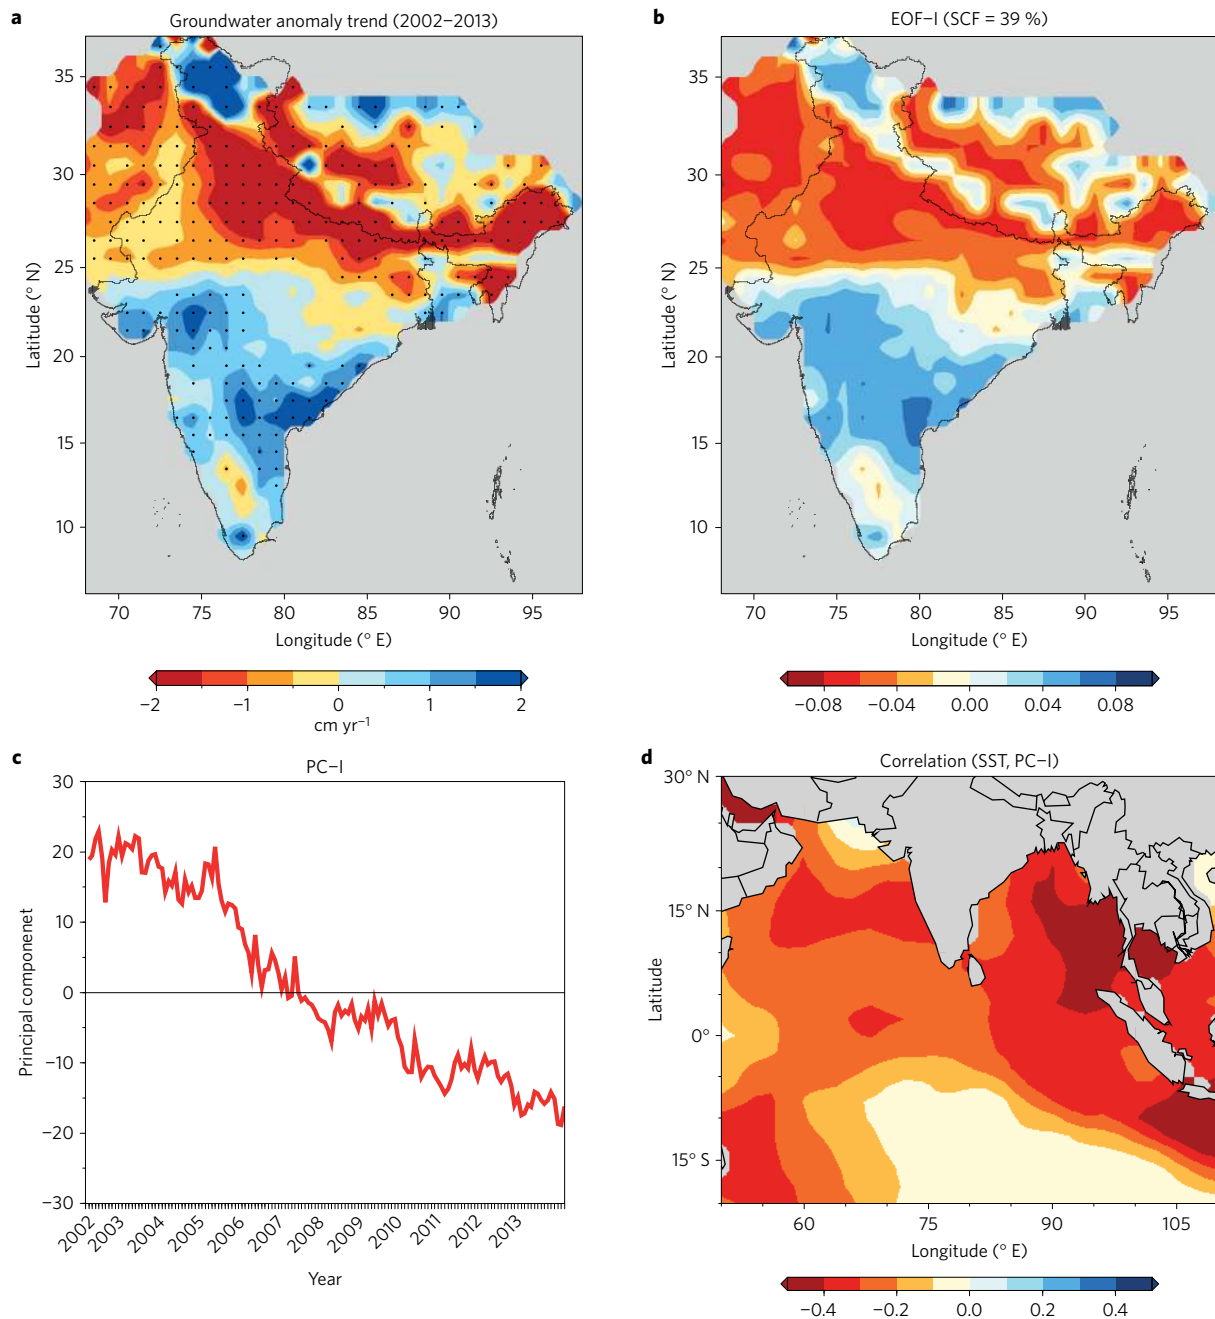 a
Groundwater anomaly trend (2002–2013)
35
30
25
20
15
10
Latitude (° N)
70 75 80 85 90 95
Longitude (° E)
−2 −1 0 1 2
cm yr⁻¹
b
EOF−I (SCF = 39 %)
35
30
25
20
15
10
Latitude (° N)
70 75 80 85 90 95
Longitude (° E)
−0.08 −0.04 0.00 0.04 0.08
c
PC−I
30
20
10
0
−10
−20
−30
Principal componenet
2002 2003 2004 2005 2006 2007 2008 2009 2010 2011 2012 2013
Year
d
Correlation (SST, PC−I)
30° N
15° N
0°
15° S
Latitude
60 75 90 105
Longitude (° E)
−0.4 −0.2 0.0 0.2 0.4